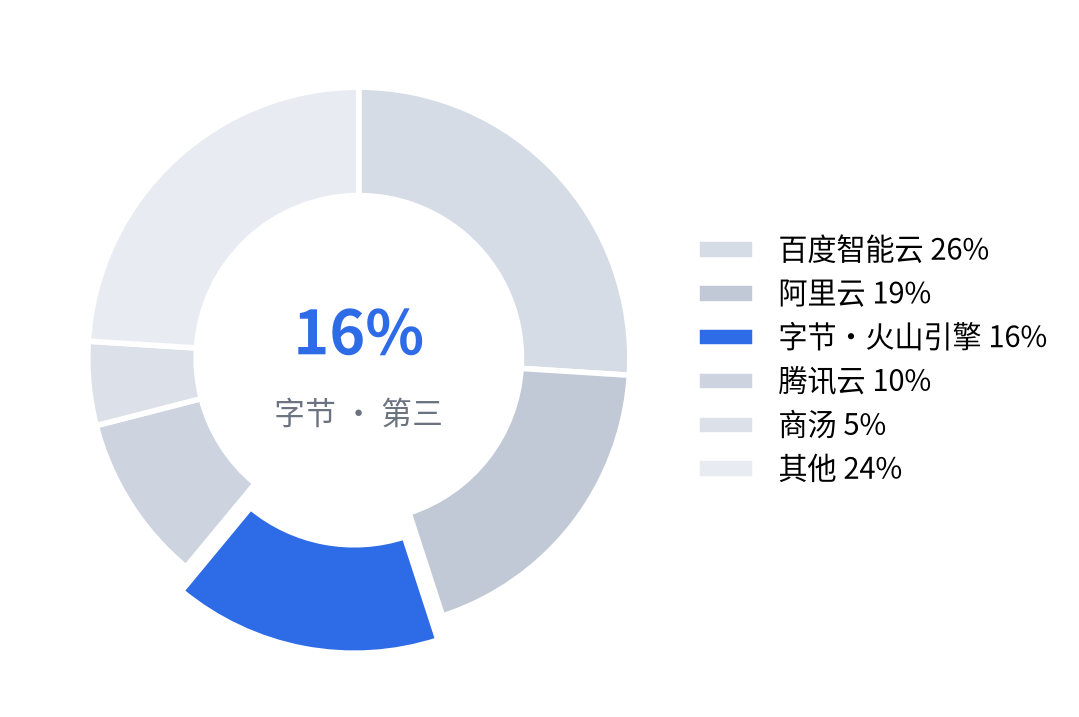 16%
字节 · 第三
百度智能云 26%
阿里云 19%
字节·火山引擎 16%
腾讯云 10%
商汤 5%
其他 24%